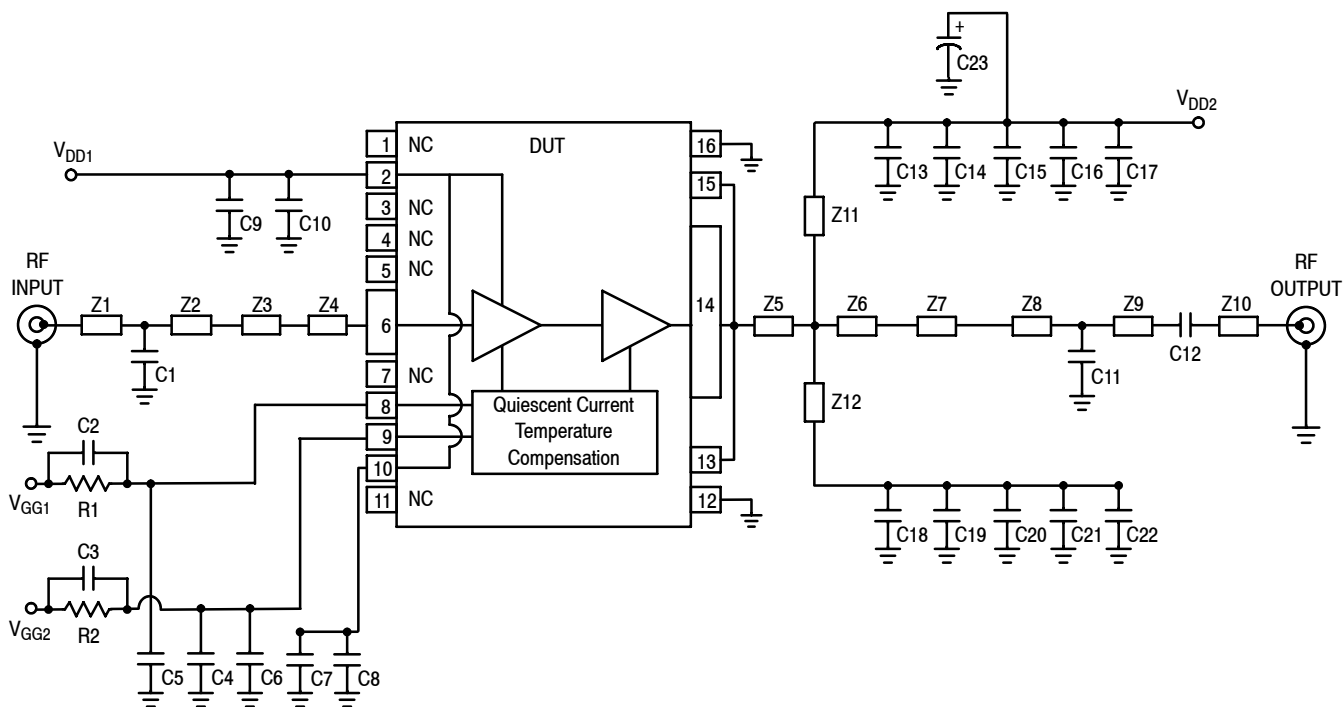 C23
VDD2
C13 C14 C15 C16 C17
VDD1
C9 C10
DUT
1 NC
2
3 NC
4 NC
5 NC
6
7 NC
8
9
10
11 NC
16
15
14
13
12
Quiescent Current
Temperature
Compensation
RF
INPUT
Z1 Z2 Z3 Z4
C1
C2
VGG1
R1
C3
VGG2
R2
C5 C4 C6 C7 C8
Z11
Z5 Z6 Z7 Z8 Z9 Z10
C12
C11
RF
OUTPUT
Z12
C18 C19 C20 C21 C22
+